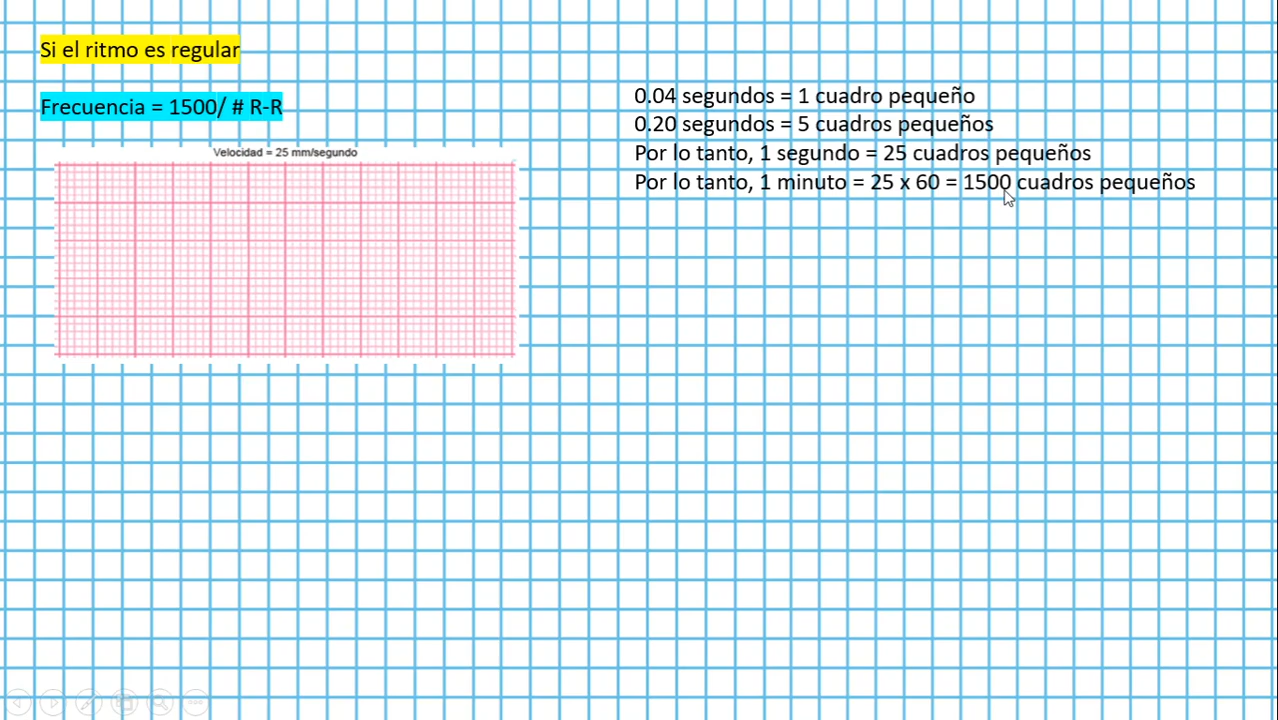 Si el ritmo es regular
Frecuencia = 1500/ # R-R
Velocidad = 25 mm/segundo
0.04 segundos = 1 cuadro pequeño
0.20 segundos = 5 cuadros pequeños
Por lo tanto, 1 segundo = 25 cuadros pequeños
Por lo tanto, 1 minuto = 25 x 60 = 1500 cuadros pequeños